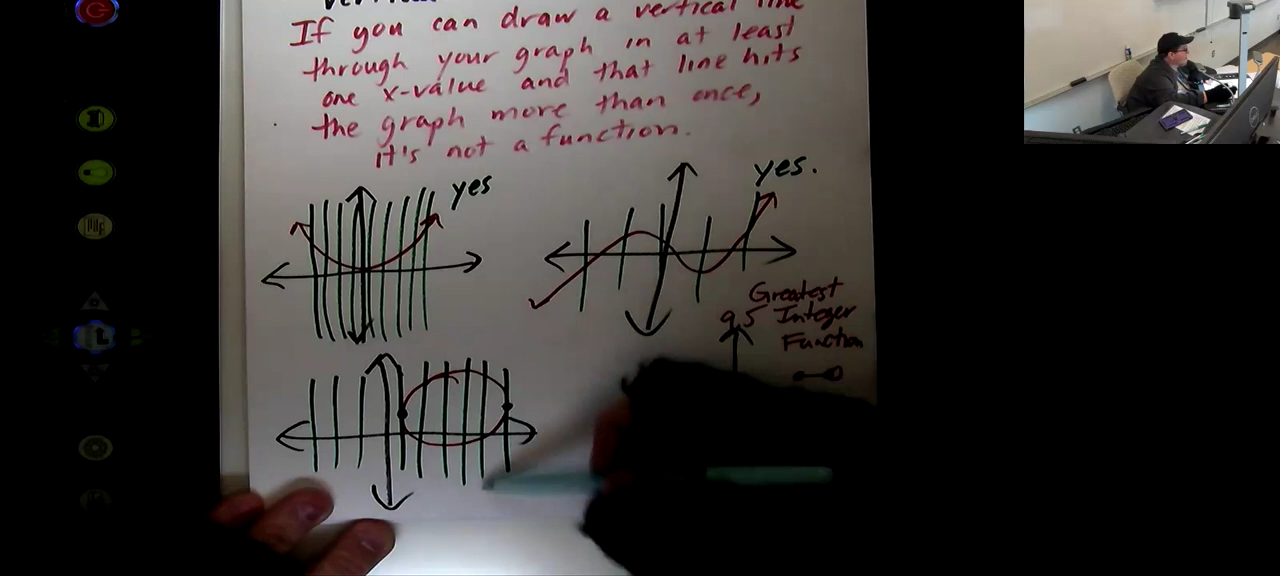 Vertical
If you can draw a vertical line
through your graph in at least
one x-value and that line hits
the graph more than once,
it's not a function.
yes
yes.
Greatest
Integer
Function